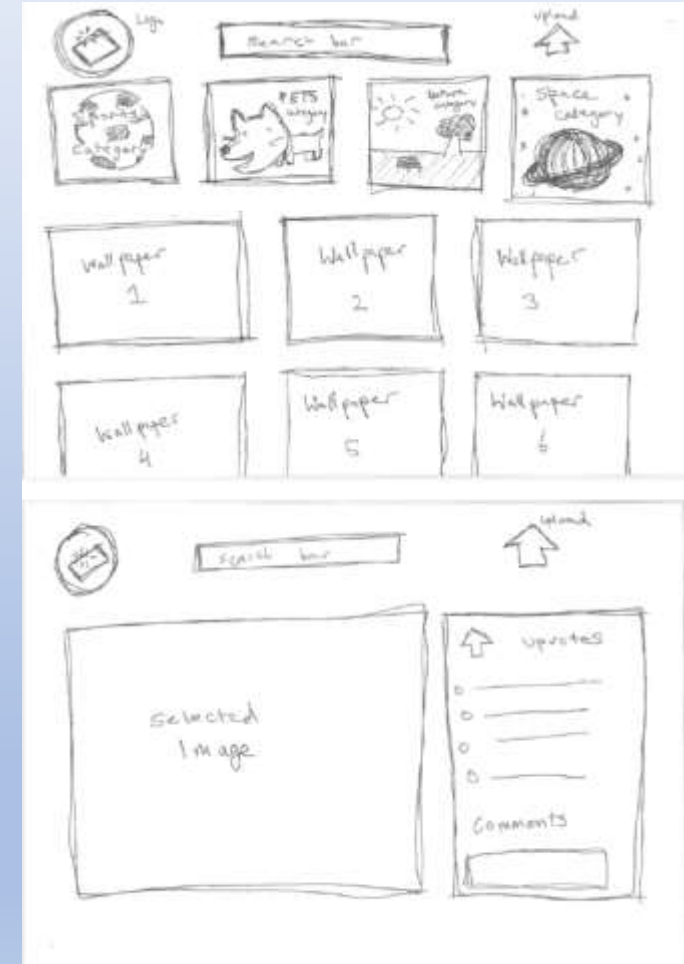 Logo
Search bar
Upload
Sports
Category
PETS
category
Nature
category
Space
category
Wallpaper
1
Wallpaper
2
Wallpaper
3
Wallpaper
4
Wallpaper
5
Wallpaper
6
Search bar
Upload
Upvotes
Selected
Image
Comments